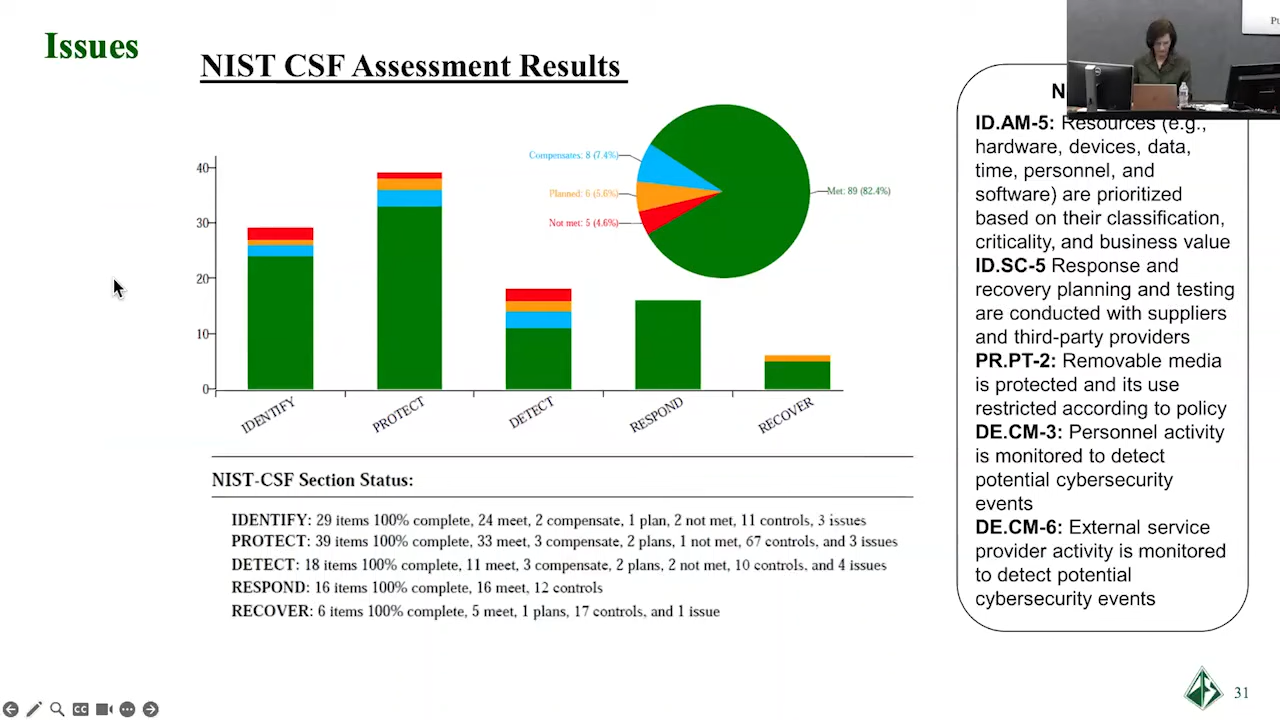 Issues
NIST CSF Assessment Results
Compensates: 8 (7.4%)
Planned: 6 (5.6%)
Not met: 5 (4.6%)
Met: 89 (82.4%)
40
30
20
10
0
IDENTIFY
PROTECT
DETECT
RESPOND
RECOVER
NIST-CSF Section Status:
IDENTIFY: 29 items 100% complete, 24 meet, 2 compensate, 1 plan, 2 not met, 11 controls, 3 issues
PROTECT: 39 items 100% complete, 33 meet, 3 compensate, 2 plans, 1 not met, 67 controls, and 3 issues
DETECT: 18 items 100% complete, 11 meet, 3 compensate, 2 plans, 2 not met, 10 controls, and 4 issues
RESPOND: 16 items 100% complete, 16 meet, 12 controls
RECOVER: 6 items 100% complete, 5 meet, 1 plans, 17 controls, and 1 issue
ID.AM-5: Resources (e.g.,
hardware, devices, data,
time, personnel, and
software) are prioritized
based on their classification,
criticality, and business value
ID.SC-5 Response and
recovery planning and testing
are conducted with suppliers
and third-party providers
PR.PT-2: Removable media
is protected and its use
restricted according to policy
DE.CM-3: Personnel activity
is monitored to detect
potential cybersecurity
events
DE.CM-6: External service
provider activity is monitored
to detect potential
cybersecurity events
CC
31